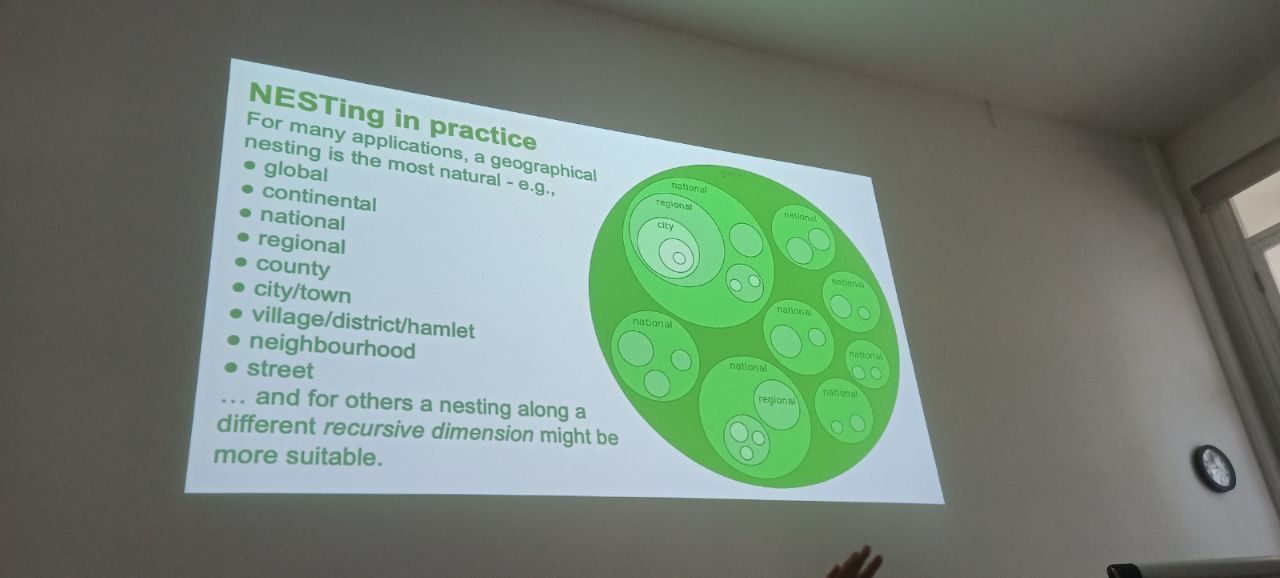 NESTing in practice
For many applications, a geographical
nesting is the most natural - e.g.,
● global
● continental
● national
● regional
● county
● city/town
● village/district/hamlet
● neighbourhood
● street
... and for others a nesting along a
different recursive dimension might be
more suitable.
global
national
regional
city
national
national
national
national
national
national
regional
national